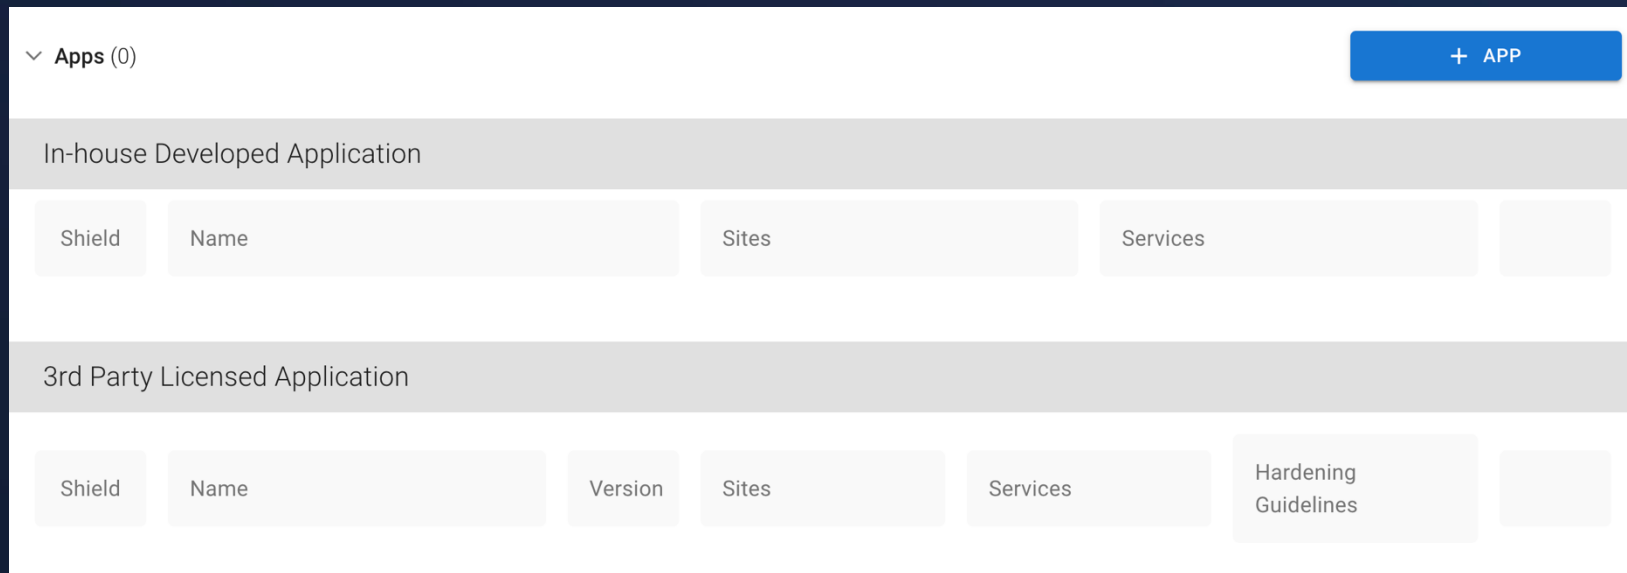 Apps (0)
+ APP
In-house Developed Application
Shield
Name
Sites
Services
3rd Party Licensed Application
Shield
Name
Version
Sites
Services
Hardening
Guidelines